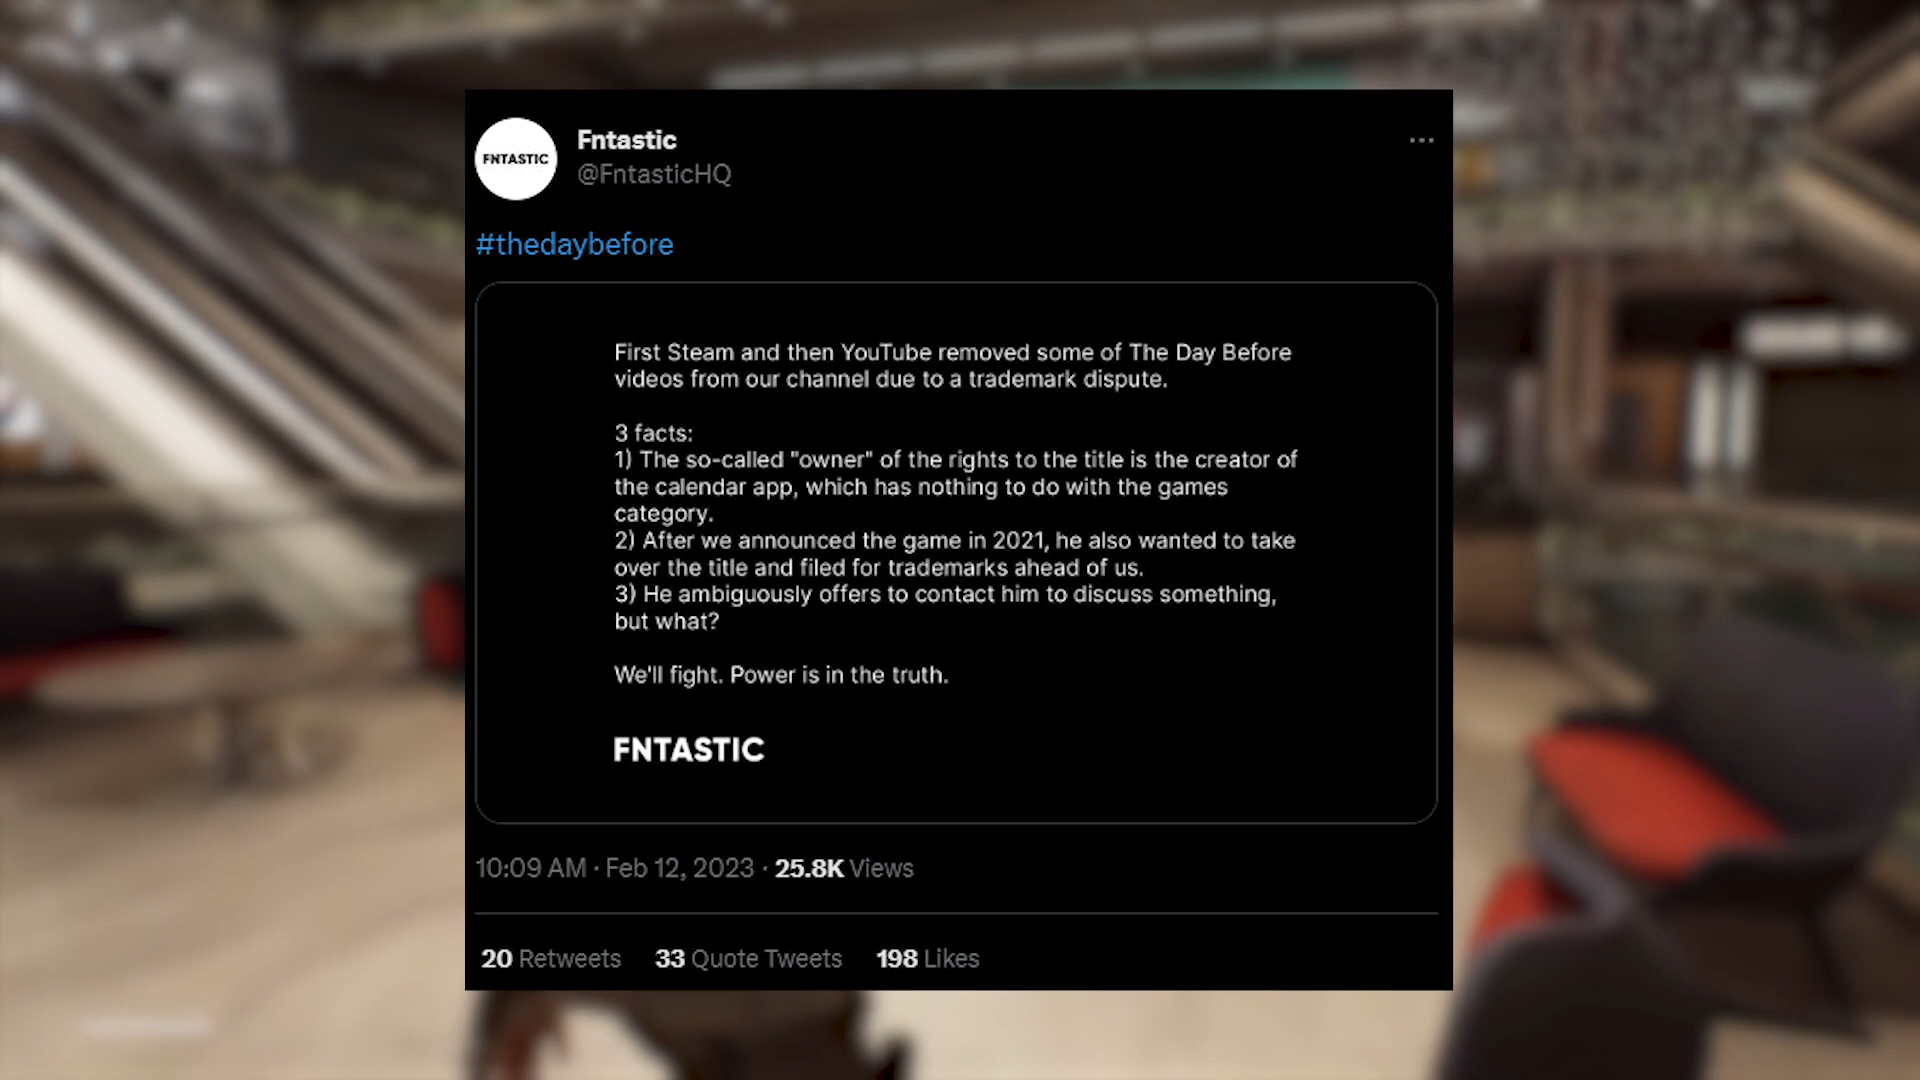 FNTASTIC
Fntastic
@FntasticHQ
#thedaybefore
First Steam and then YouTube removed some of The Day Before
videos from our channel due to a trademark dispute.
3 facts:
1) The so-called "owner" of the rights to the title is the creator of
the calendar app, which has nothing to do with the games
category.
2) After we announced the game in 2021, he also wanted to take
over the title and filed for trademarks ahead of us.
3) He ambiguously offers to contact him to discuss something,
but what?
We'll fight. Power is in the truth.
FNTASTIC
10:09 AM · Feb 12, 2023 · 25.8K Views
20 Retweets 33 Quote Tweets 198 Likes